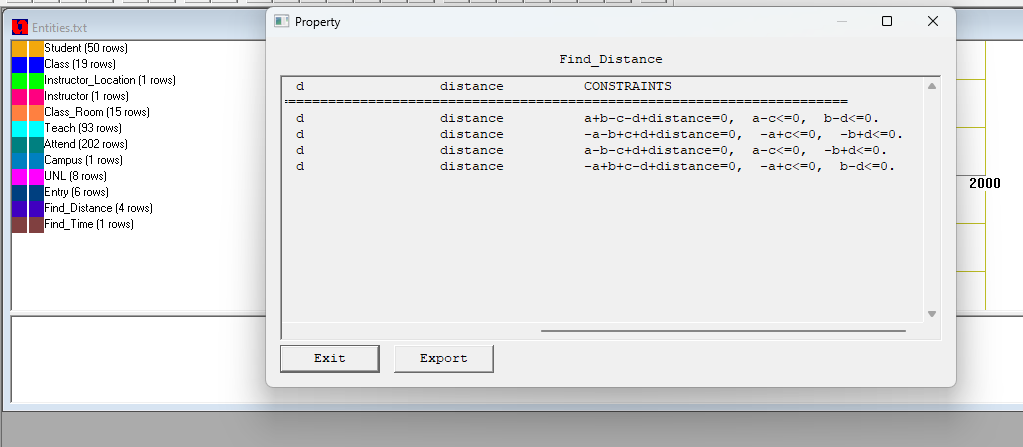 Entities.txt
Student (50 rows)
Class (19 rows)
Instructor_Location (1 rows)
Instructor (1 rows)
Class_Room (15 rows)
Teach (93 rows)
Attend (202 rows)
Campus (1 rows)
UNL (8 rows)
Entry (6 rows)
Find_Distance (4 rows)
Find_Time (1 rows)
Property
Find_Distance
d distance CONSTRAINTS
d distance a+b-c-d+distance=0, a-c<=0, b-d<=0.
d distance -a-b+c+d+distance=0, -a+c<=0, -b+d<=0.
d distance a-b-c+d+distance=0, a-c<=0, -b+d<=0.
d distance -a+b+c-d+distance=0, -a+c<=0, b-d<=0.
Exit Export
2000